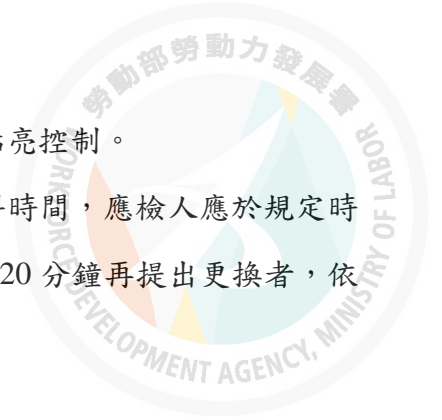 勞動部勞動力發展署
亮控制。
時間，應檢人應於規定時
20 分鐘再提出更換者，依
WORKFORCE DEVELOPMENT AGENCY, MINISTRY OF LABOR